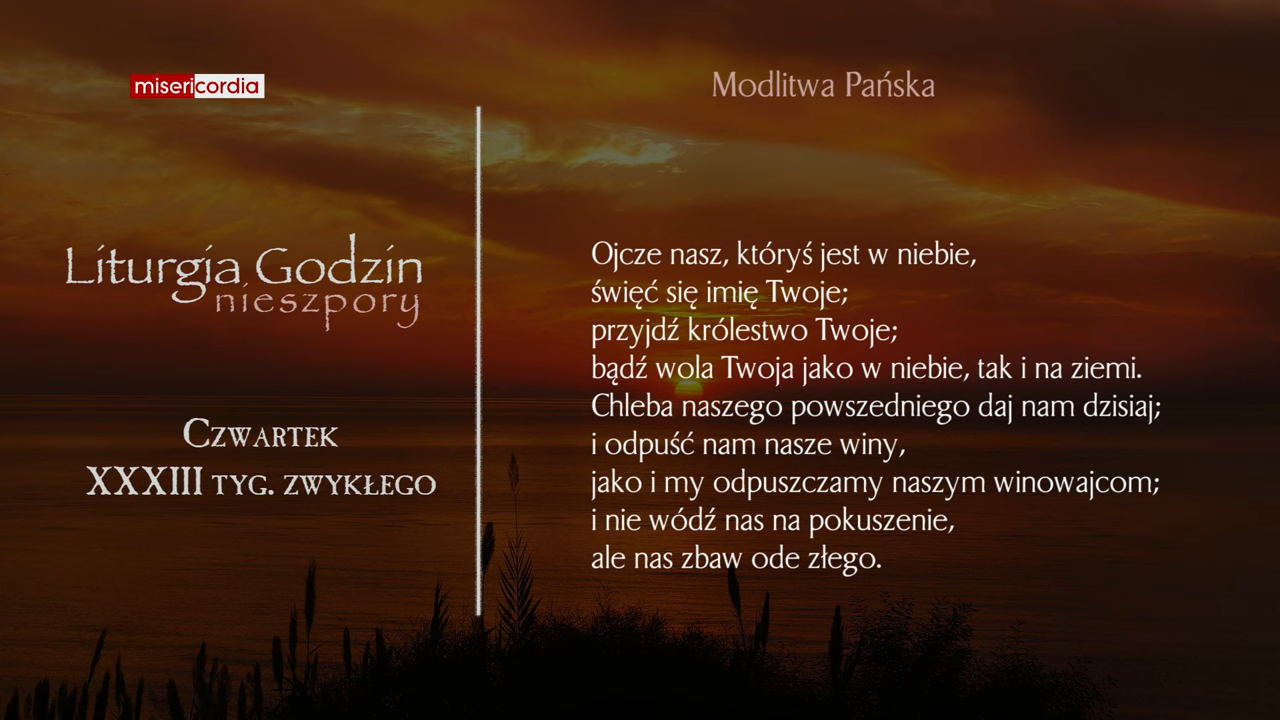 misericordia
Liturgia Godzin
nieszpory
Czwartek
XXXIII tyg. zwykłego
Modlitwa Pańska
Ojcze nasz, któryś jest w niebie,
święć się imię Twoje;
przyjdź królestwo Twoje;
bądź wola Twoja jako w niebie, tak i na ziemi.
Chleba naszego powszedniego daj nam dzisiaj;
i odpuść nam nasze winy,
jako i my odpuszczamy naszym winowajcom;
i nie wódź nas na pokuszenie,
ale nas zbaw ode złego.